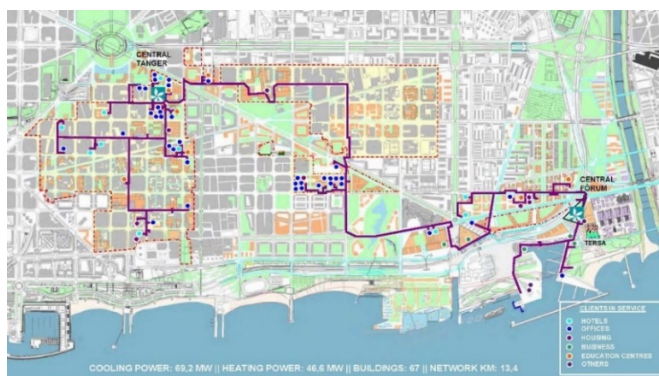 CENTRAL
TANGER
CENTRAL
FORUM
TERSA
CLIENTS IN SERVICE
HOTELS
OFFICES
HOUSING
BUSINESS
EDUCATION CENTRES
OTHERS
COOLING POWER: 69,2 MW || HEATING POWER: 46,6 MW || BUILDINGS: 67 || NETWORK KM: 13,4